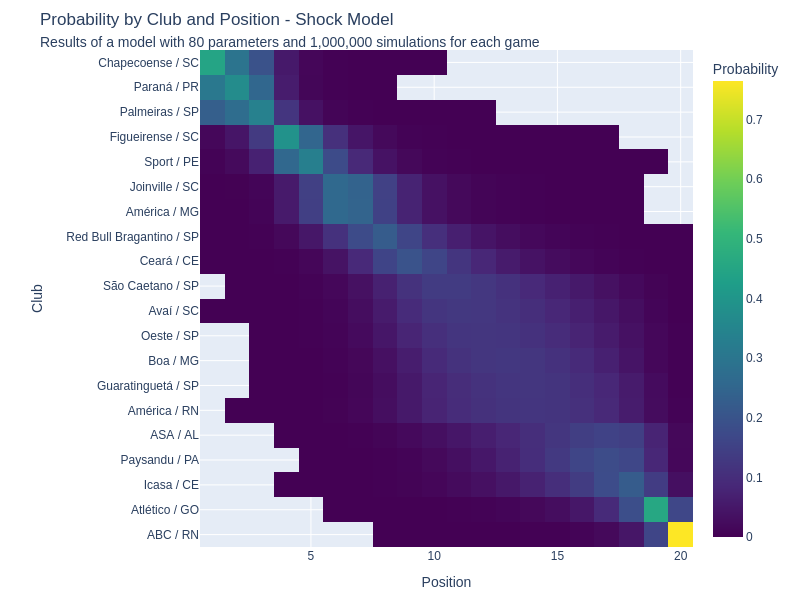 Probability by Club and Position - Shock Model
Results of a model with 80 parameters and 1,000,000 simulations for each game
Probability
Chapecoense / SC
Paraná / PR
Palmeiras / SP
Figueirense / SC
Sport / PE
Joinville / SC
América / MG
Red Bull Bragantino / SP
Ceará / CE
São Caetano / SP
Avaí / SC
Oeste / SP
Boa / MG
Guaratinguetá / SP
América / RN
ASA / AL
Paysandu / PA
Icasa / CE
Atlético / GO
ABC / RN
Club
5
10
15
20
Position
0.7
0.6
0.5
0.4
0.3
0.2
0.1
0